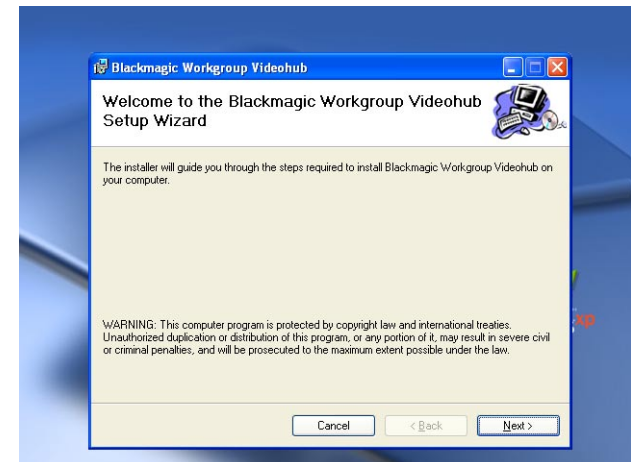 Blackmagic Workgroup Videohub
Welcome to the Blackmagic Workgroup Videohub
Setup Wizard
The installer will guide you through the steps required to install Blackmagic Workgroup Videohub on
your computer.
WARNING: This computer program is protected by copyright law and international treaties.
Unauthorized duplication or distribution of this program, or any portion of it, may result in severe civil
or criminal penalties, and will be prosecuted to the maximum extent possible under the law.
xp
Cancel
< Back
Next >